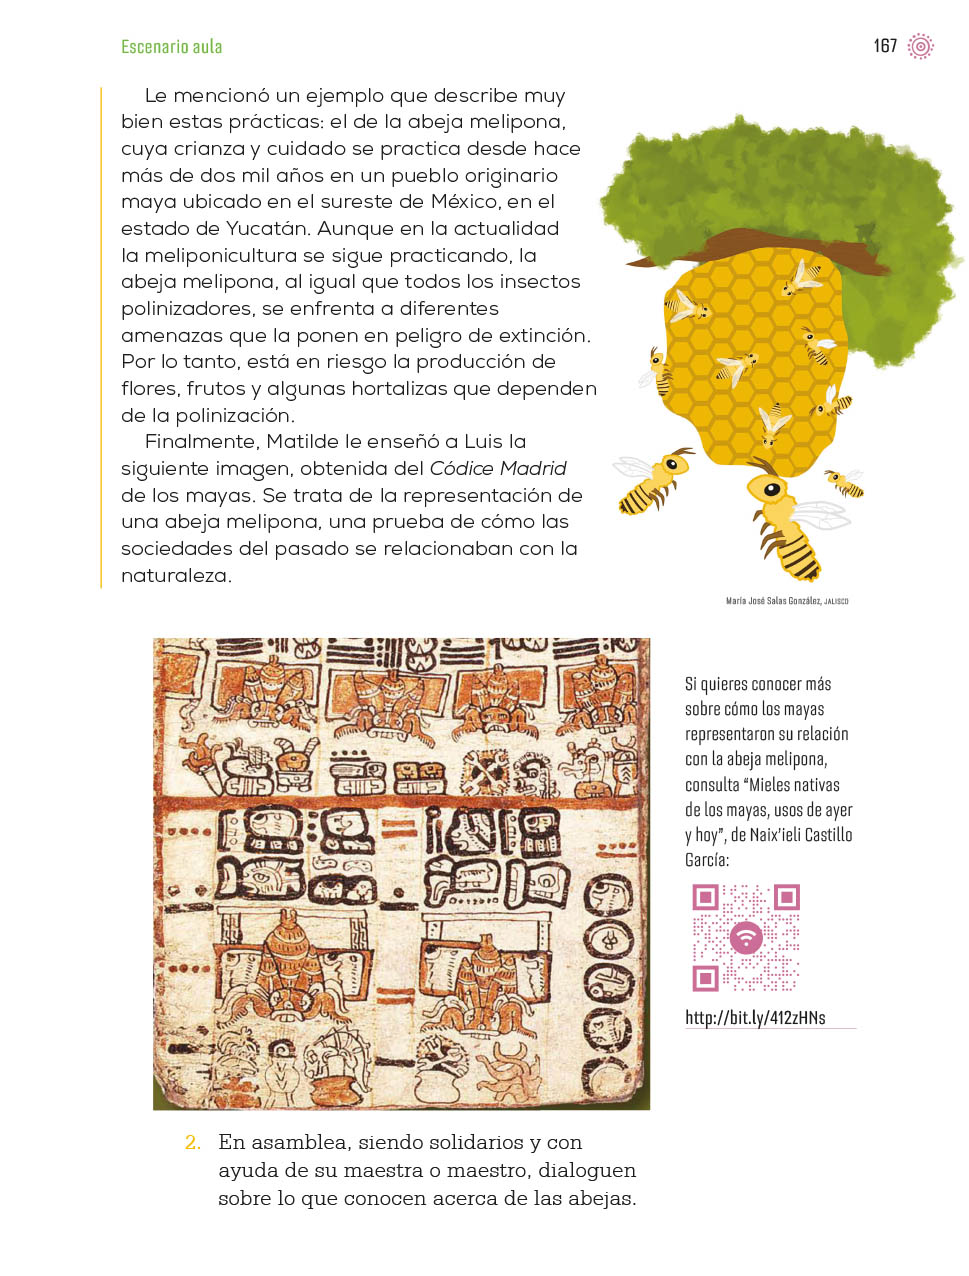 Escenario aula
167
Le mencionó un ejemplo que describe muy
bien estas prácticas: el de la abeja melipona,
cuya crianza y cuidado se practica desde hace
más de dos mil años en un pueblo originario
maya ubicado en el sureste de México, en el
estado de Yucatán. Aunque en la actualidad
la meliponicultura se sigue practicando, la
abeja melipona, al igual que todos los insectos
polinizadores, se enfrenta a diferentes
amenazas que la ponen en peligro de extinción.
Por lo tanto, está en riesgo la producción de
flores, frutos y algunas hortalizas que dependen
de la polinización.
Finalmente, Matilde le enseñó a Luis la
siguiente imagen, obtenida del Códice Madrid
de los mayas. Se trata de la representación de
una abeja melipona, una prueba de cómo las
sociedades del pasado se relacionaban con la
naturaleza.
María José Salas González, JALISCO
Si quieres conocer más
sobre cómo los mayas
representaron su relación
con la abeja melipona,
consulta “Mieles nativas
de los mayas, usos de ayer
y hoy”, de Naix’ieli Castillo
García:
http://bit.ly/412zHNs
2. En asamblea, siendo solidarios y con
ayuda de su maestra o maestro, dialoguen
sobre lo que conocen acerca de las abejas.